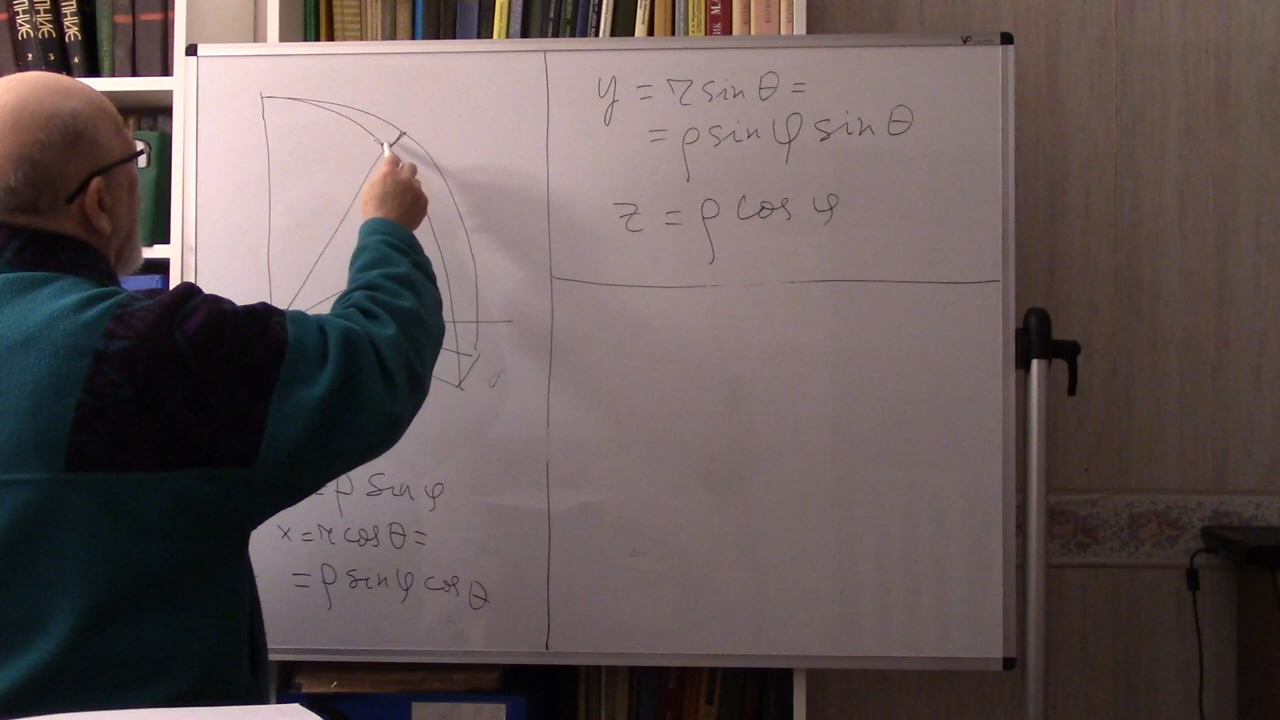 y = r sin θ =
= ρ sin φ sin θ
z = ρ cos φ
= ρ sin φ
x = r cos θ =
= ρ sin φ cos θ